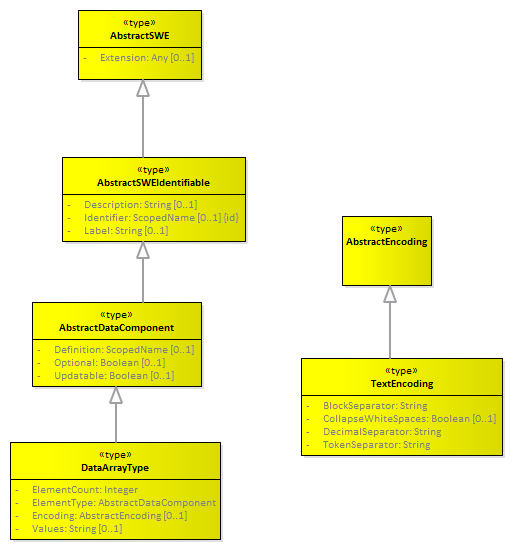 «type»
AbstractSWE
- Extension: Any [0..1]
«type»
AbstractSWEIdentifiable
- Description: String [0..1]
- Identifier: ScopedName [0..1] {id}
- Label: String [0..1]
«type»
AbstractDataComponent
- Definition: ScopedName [0..1]
- Optional: Boolean [0..1]
- Updatable: Boolean [0..1]
«type»
DataArrayType
- ElementCount: Integer
- ElementType: AbstractDataComponent
- Encoding: AbstractEncoding [0..1]
- Values: String [0..1]
«type»
AbstractEncoding
«type»
TextEncoding
- BlockSeparator: String
- CollapseWhiteSpaces: Boolean [0..1]
- DecimalSeparator: String
- TokenSeparator: String